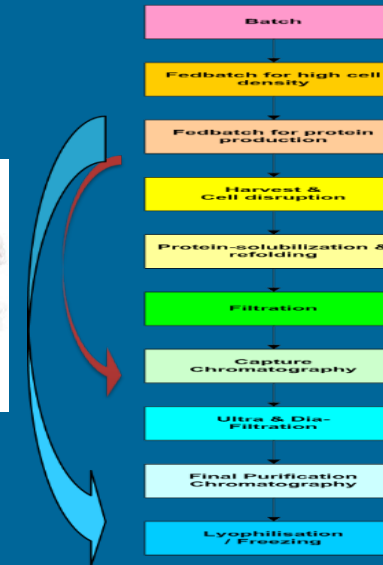 Batch
Fedbatch for high cell
density
Fedbatch for protein
production
Harvest &
Cell disruption
Protein-solubilization &
refolding
Filtration
Capture
Chromatography
Ultra & Dia-
Filtration
Final Purification
Chromatography
Lyophilisation
/ Freezing